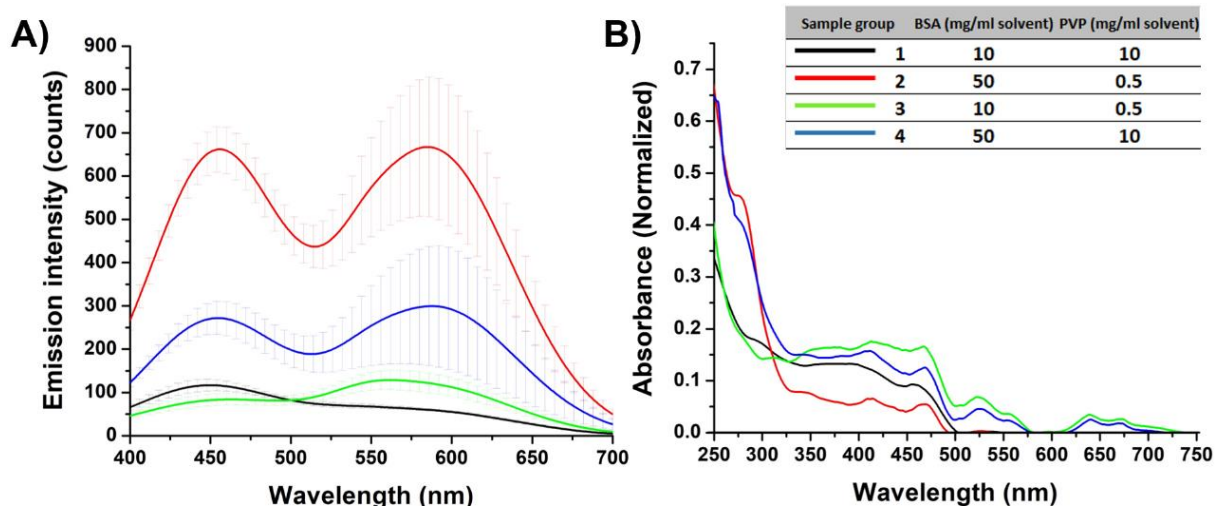 A)
900
800
700
600
500
400
300
200
100
0
Emission intensity (counts)
400 450 500 550 600 650 700
Wavelength (nm)
B)
Sample group BSA (mg/ml solvent) PVP (mg/ml solvent)
1 10 10
2 50 0.5
3 10 0.5
4 50 10
0.7
0.6
0.5
0.4
0.3
0.2
0.1
0.0
Absorbance (Normalized)
250 300 350 400 450 500 550 600 650 700 750
Wavelength (nm)